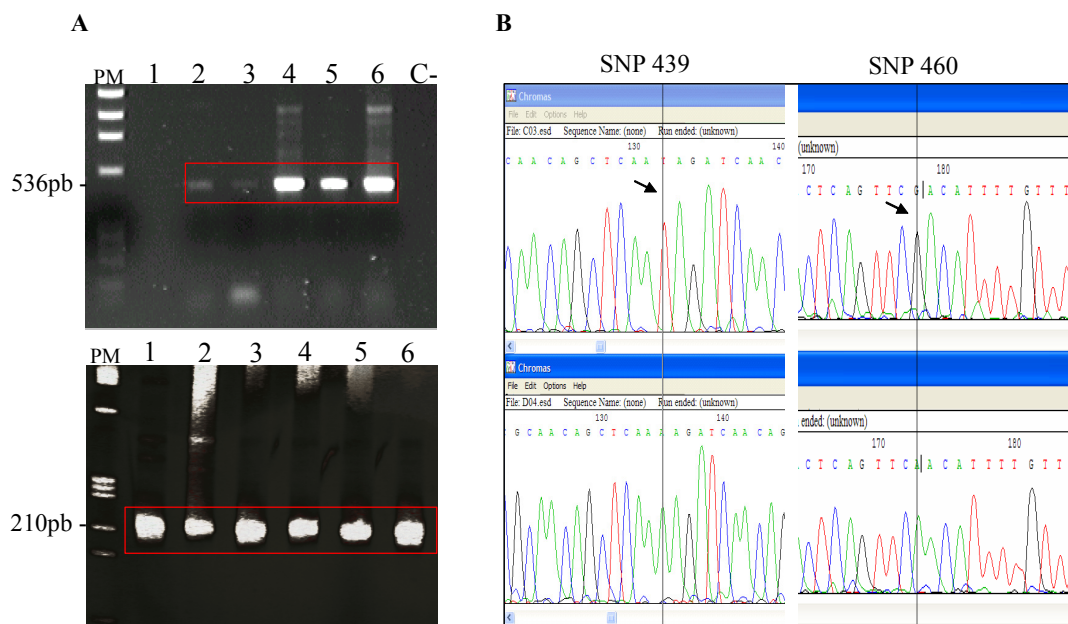 A
PM 1 2 3 4 5 6 C-
536pb
PM 1 2 3 4 5 6
210pb
B
SNP 439
SNP 460
Chromas
File Edit Options Help
File: C03.esd Sequence Name: (none) Run ended: (unknown)
130 140
C A A C A G C T C A A T A G A T C A A C
(unknown)
170 180
C T C A G T T C G A C A T T T T G T T T
Chromas
File Edit Options Help
File: D04.esd Sequence Name: (none) Run ended: (unknown)
130 140
G C A A C A G C T C A A A A G A T C A A C A G
ended: (unknown)
170 180
C T C A G T T C A A C A T T T T G T T